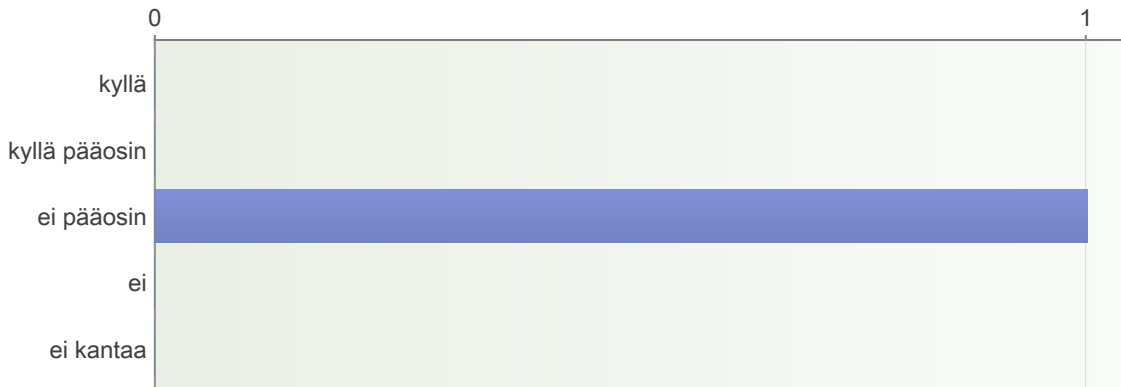 0 1
kyllä
kyllä pääosin
ei pääosin
ei
ei kantaa